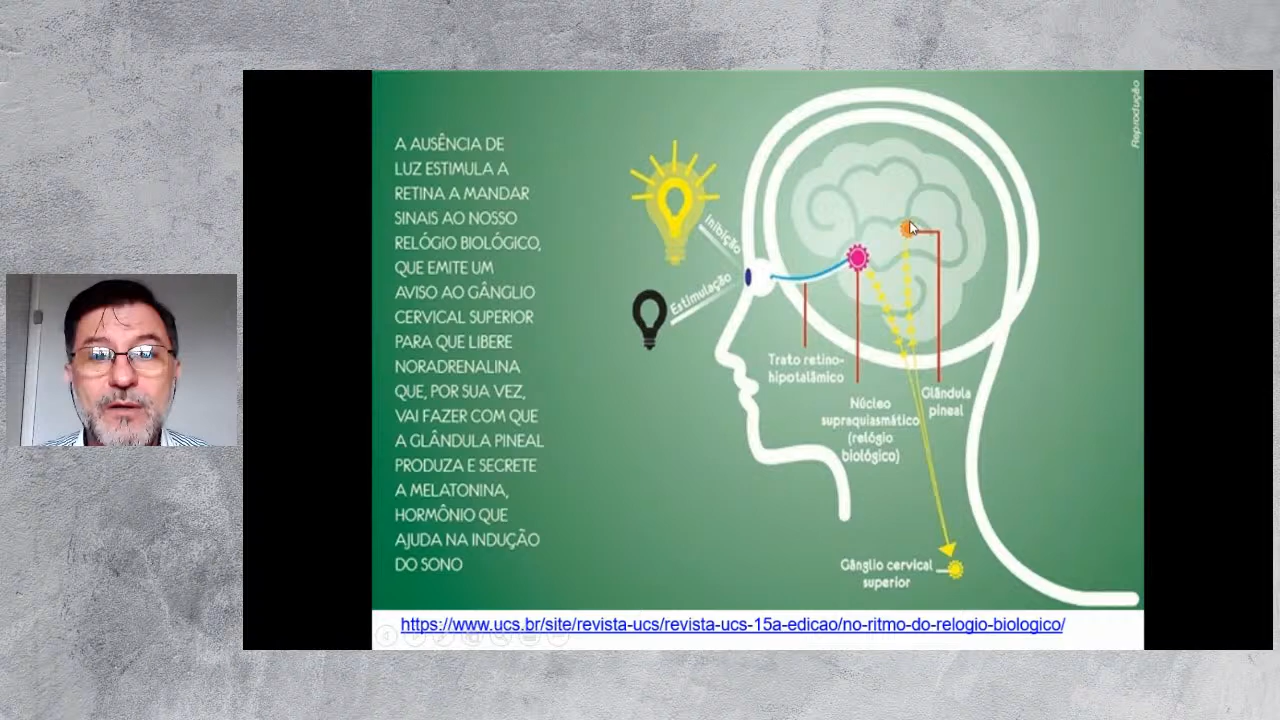 A AUSÊNCIA DE
LUZ ESTIMULA A
RETINA A MANDAR
SINAIS AO NOSSO
RELÓGIO BIOLÓGICO,
QUE EMITE UM
AVISO AO GÂNGLIO
CERVICAL SUPERIOR
PARA QUE LIBERE
NORADRENALINA
QUE, POR SUA VEZ,
VAI FAZER COM QUE
A GLÂNDULA PINEAL
PRODUZA E SECRETE
A MELATONINA,
HORMÔNIO QUE
AJUDA NA INDUÇÃO
DO SONO
Reprodução
Inibição
Estimulação
Trato retino-
hipotalâmico
Núcleo
supraquiasmático
(relógio
biológico)
Glândula
pineal
Gânglio cervical
superior
https://www.ucs.br/site/revista-ucs/revista-ucs-15a-edicao/no-ritmo-do-relogio-biologico/